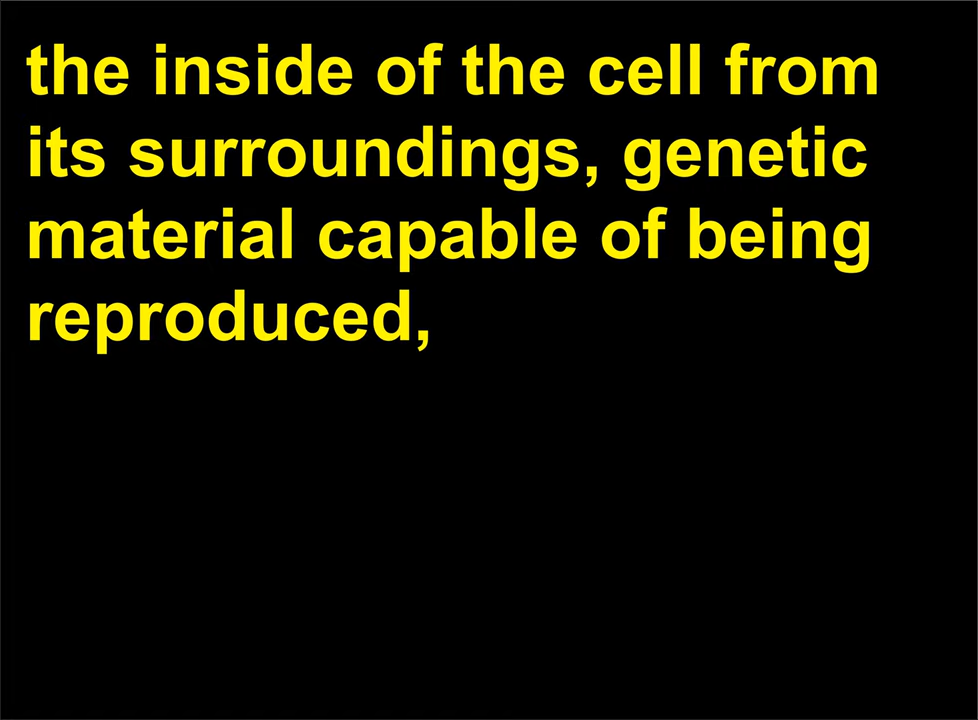 the inside of the cell from
its surroundings, genetic
material capable of being
reproduced,